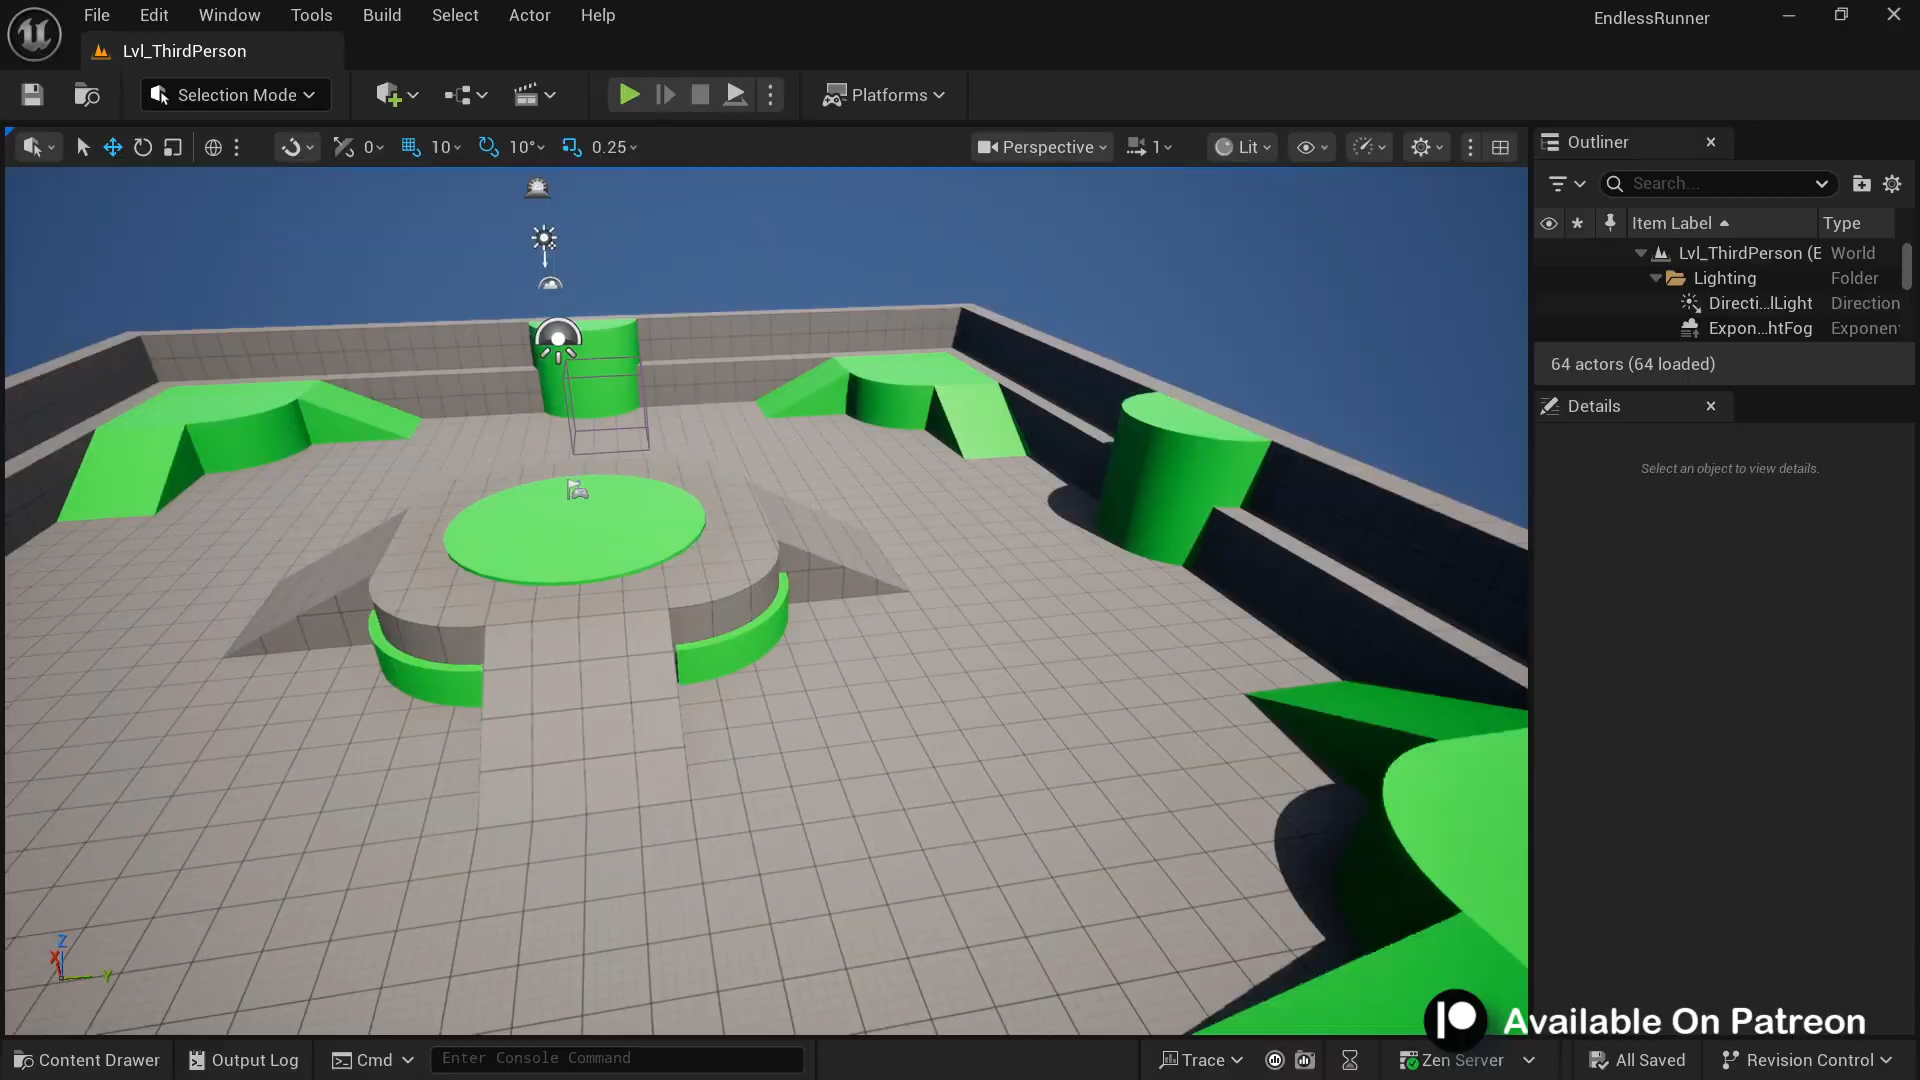 File Edit Window Tools Build Select Actor Help
EndlessRunner
Lvl_ThirdPerson
Selection Mode
Platforms
0 10 10° 0.25
Perspective 1 Lit
Outliner
Search...
Item Label Type
Lvl_ThirdPerson (E World
Lighting Folder
Directi...lLight Direction
Expon...htFog Exponen
64 actors (64 loaded)
Details
Select an object to view details.
Z
X
Y
Available On Patreon
Content Drawer Output Log Cmd Enter Console Command Trace Zen Server All Saved Revision Control